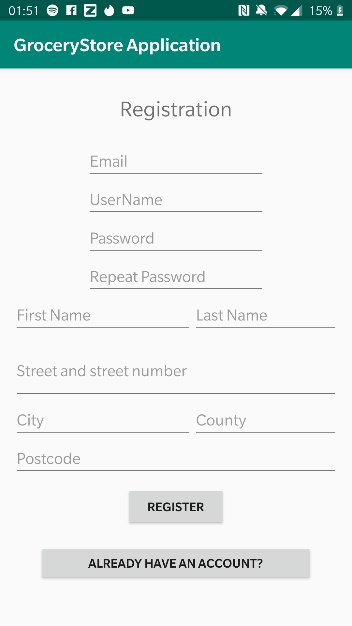 01:51 15%
GroceryStore Application
Registration
Email
UserName
Password
Repeat Password
First Name Last Name
Street and street number
City County
Postcode
REGISTER
ALREADY HAVE AN ACCOUNT?